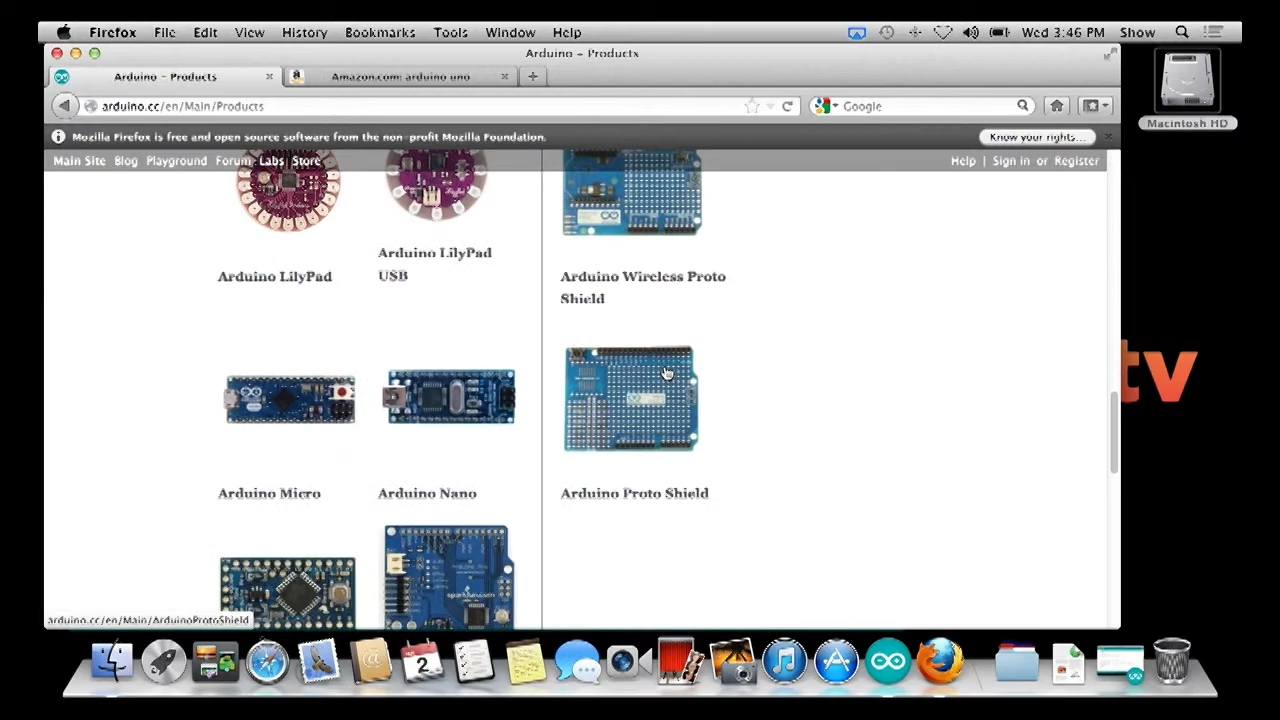 Firefox File Edit View History Bookmarks Tools Window Help Wed 3:46 PM Show
Arduino - Products
Arduino - Products Amazon.com: arduino uno
arduino.cc/en/Main/Products Google
Mozilla Firefox is free and open source software from the non-profit Mozilla Foundation. Know your rights...
Main Site Blog Playground Forum Labs Store Help | Sign in or Register
Macintosh HD
Arduino LilyPad
Arduino LilyPad
USB
Arduino Wireless Proto
Shield
tv
Arduino Micro
Arduino Nano
Arduino Proto Shield
arduino.cc/en/Main/ArduinoProtoShield
2